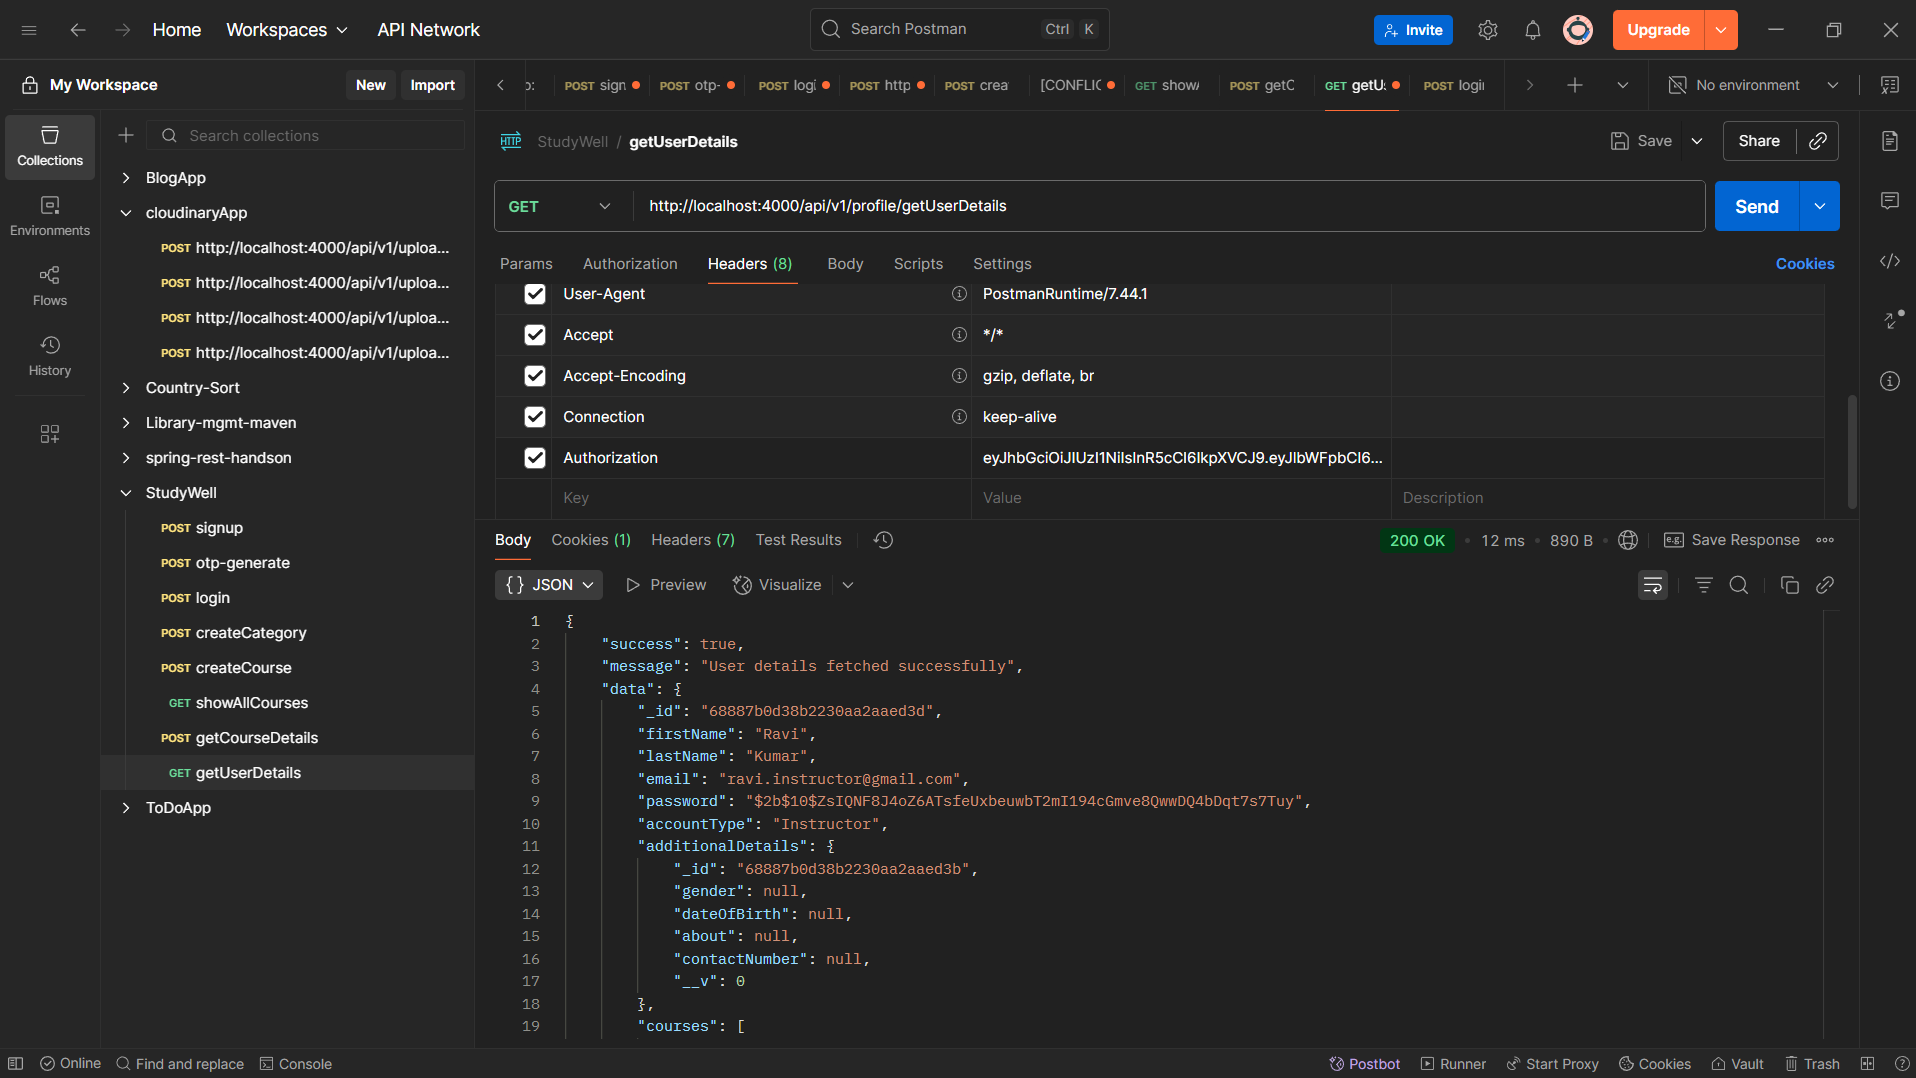 Home Workspaces API Network Search Postman Ctrl K Invite Upgrade
My Workspace New Import
POST sign POST otp- POST logi POST http POST crea [CONFLIC GET show POST getC GET getUs POST login No environment
Search collections
Collections
Environments
Flows
History
BlogApp
cloudinaryApp
POST http://localhost:4000/api/v1/uploa...
POST http://localhost:4000/api/v1/uploa...
POST http://localhost:4000/api/v1/uploa...
POST http://localhost:4000/api/v1/uploa...
Country-Sort
Library-mgmt-maven
spring-rest-handson
StudyWell
POST signup
POST otp-generate
POST login
POST createCategory
POST createCourse
GET showAllCourses
POST getCourseDetails
GET getUserDetails
ToDoApp
HTTP StudyWell / getUserDetails Save Share
GET http://localhost:4000/api/v1/profile/getUserDetails Send
Params Authorization Headers (8) Body Scripts Settings Cookies
User-Agent PostmanRuntime/7.44.1
Accept */*
Accept-Encoding gzip, deflate, br
Connection keep-alive
Authorization eyJhbGciOiJIUzI1NiIsInR5cCI6IkpXVCJ9.eyJlbWFpbCI6...
Key Value Description
Body Cookies (1) Headers (7) Test Results 200 OK 12 ms 890 B e.g. Save Response
{} JSON Preview Visualize
1 {
2 "success": true,
3 "message": "User details fetched successfully",
4 "data": {
5 "_id": "68887b0d38b2230aa2aaed3d",
6 "firstName": "Ravi",
7 "lastName": "Kumar",
8 "email": "ravi.instructor@gmail.com",
9 "password": "$2b$10$ZsIQNF8J4oZ6ATsfeUxbeuwbT2mI194cGmve8QwwDQ4bDqt7s7Tuy",
10 "accountType": "Instructor",
11 "additionalDetails": {
12 "_id": "68887b0d38b2230aa2aaed3b",
13 "gender": null,
14 "dateOfBirth": null,
15 "about": null,
16 "contactNumber": null,
17 "__v": 0
18 },
19 "courses": [
Online Find and replace Console Postbot Runner Start Proxy Cookies Vault Trash